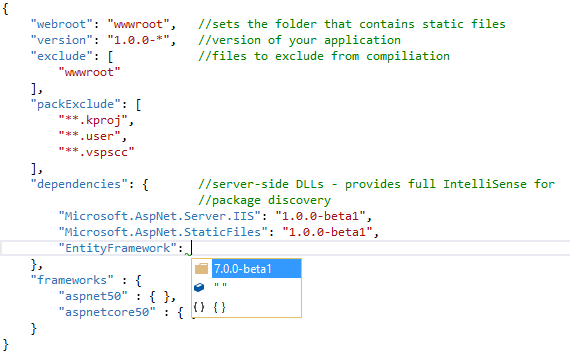 {
"webroot": "wwwroot", //sets the folder that contains static files
"version": "1.0.0-*", //version of your application
"exclude": [ //files to exclude from compiliation
"wwwroot"
],
"packExclude": [
"**.kproj",
"**.user",
"**.vspscc"
],
"dependencies": { //server-side DLLs - provides full IntelliSense for
//package discovery
"Microsoft.AspNet.Server.IIS": "1.0.0-beta1",
"Microsoft.AspNet.StaticFiles": "1.0.0-beta1",
"EntityFramework":
7.0.0-beta1
""
{} {}
},
"frameworks" : {
"aspnet50" : { },
"aspnetcore50" : {
}
}